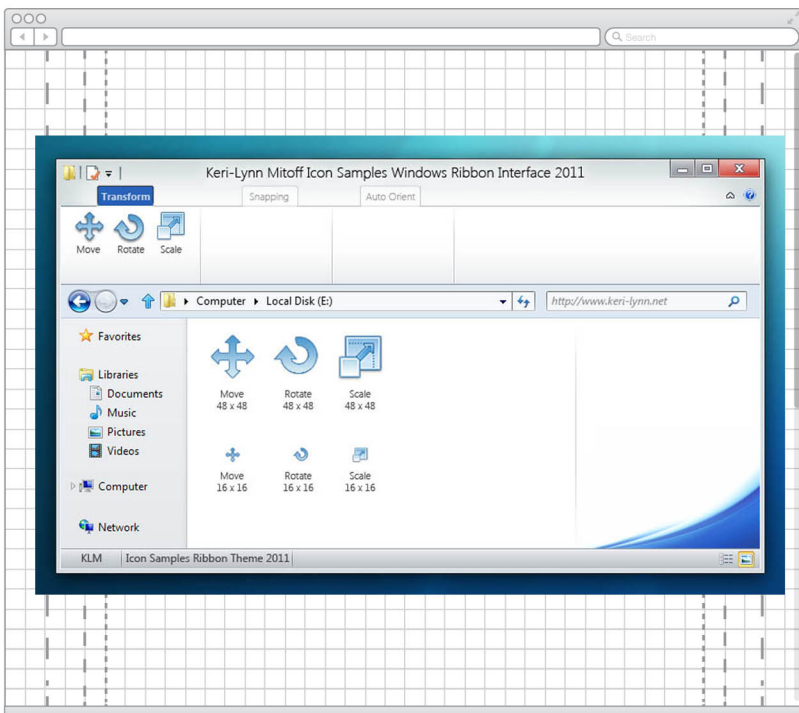 Search
Keri-Lynn Mitoff Icon Samples Windows Ribbon Interface 2011
Transform
Snapping
Auto Orient
Move
Rotate
Scale
Computer
Local Disk (E:)
http://www.keri-lynn.net
Favorites
Libraries
Documents
Music
Pictures
Videos
Computer
Network
Move
48 x 48
Rotate
48 x 48
Scale
48 x 48
Move
16 x 16
Rotate
16 x 16
Scale
16 x 16
KLM
Icon Samples Ribbon Theme 2011